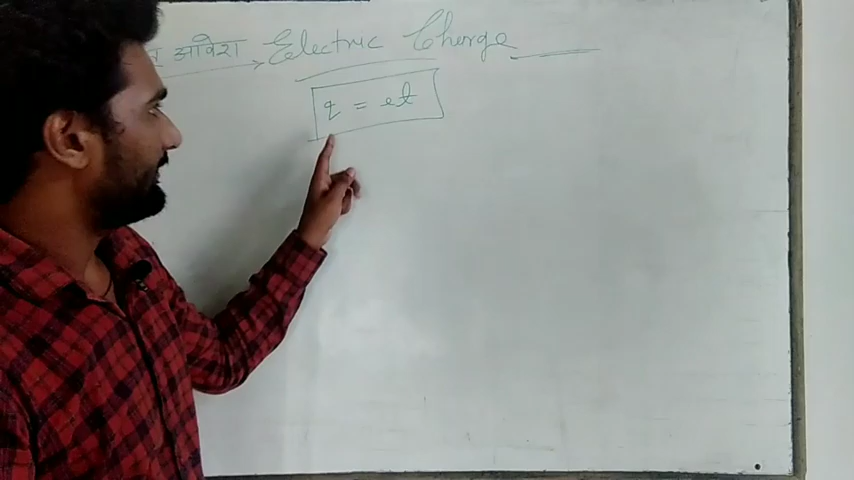 आवेश Electric Charge
q = et